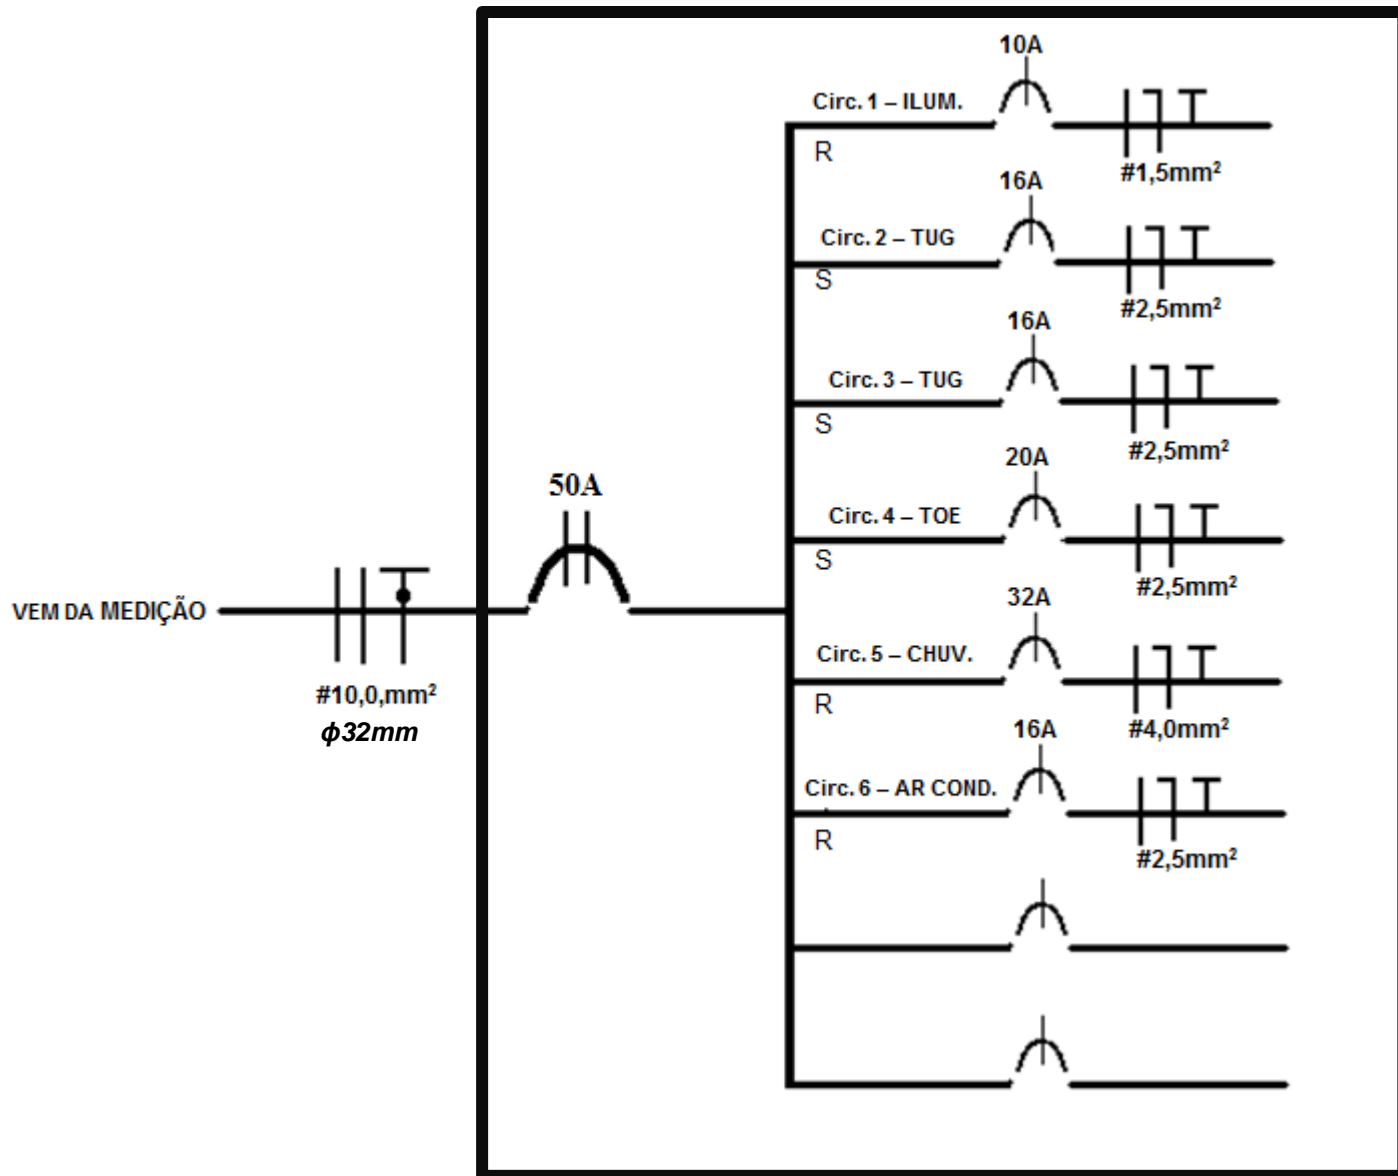 10A
Circ. 1 – ILUM.
R
#1,5mm²
16A
Circ. 2 – TUG
S
#2,5mm²
16A
Circ. 3 – TUG
S
#2,5mm²
20A
Circ. 4 – TOE
S
#2,5mm²
50A
VEM DA MEDIÇÃO
#10,0,mm²
ϕ32mm
32A
Circ. 5 – CHUV.
R
#4,0mm²
16A
Circ. 6 – AR COND.
R
#2,5mm²